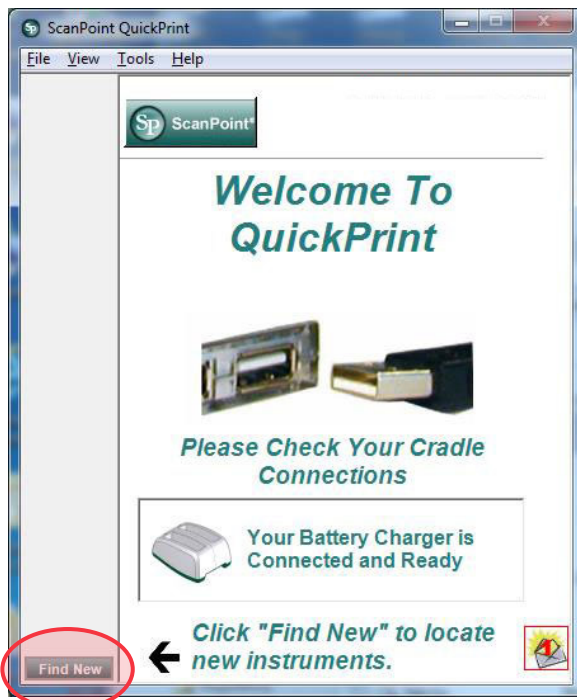 ScanPoint QuickPrint
File View Tools Help
Sp ScanPoint®
Welcome To
QuickPrint
Please Check Your Cradle
Connections
Your Battery Charger is
Connected and Ready
Click "Find New" to locate
new instruments.
Find New